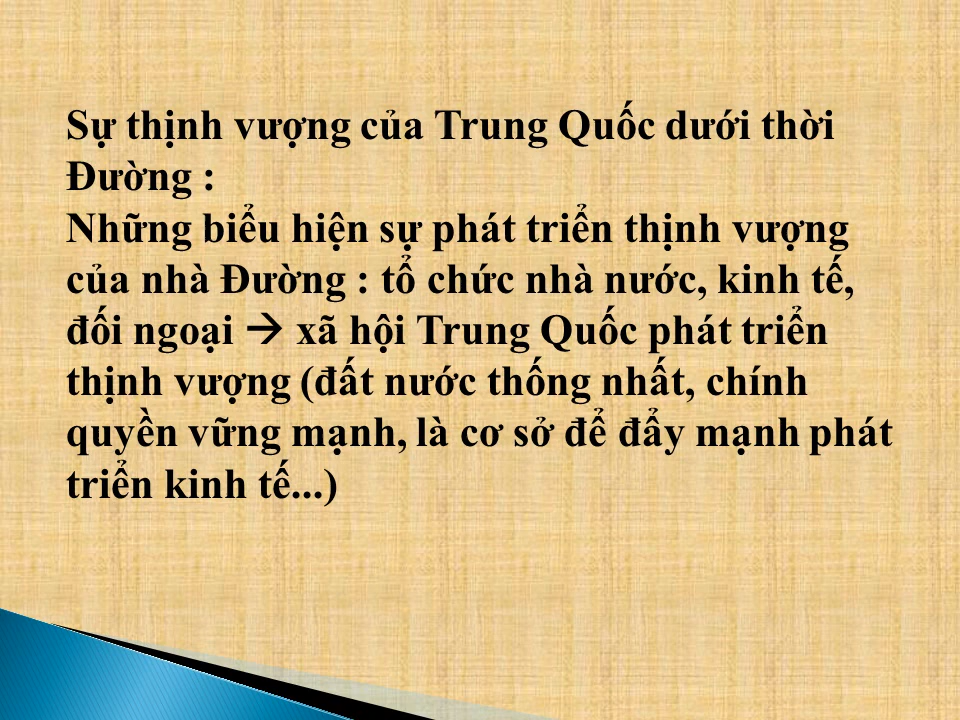 Sự thịnh vượng của Trung Quốc dưới thời
Đường :
Những biểu hiện sự phát triển thịnh vượng
của nhà Đường : tổ chức nhà nước, kinh tế,
đối ngoại → xã hội Trung Quốc phát triển
thịnh vượng (đất nước thống nhất, chính
quyền vững mạnh, là cơ sở để đẩy mạnh phát
triển kinh tế...)